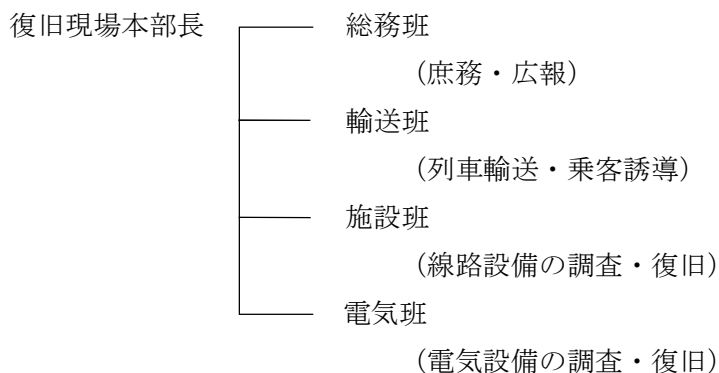 復旧現場本部長 総務班
（庶務・広報）
輸送班
（列車輸送・乗客誘導）
施設班
（線路設備の調査・復旧）
電気班
（電気設備の調査・復旧）